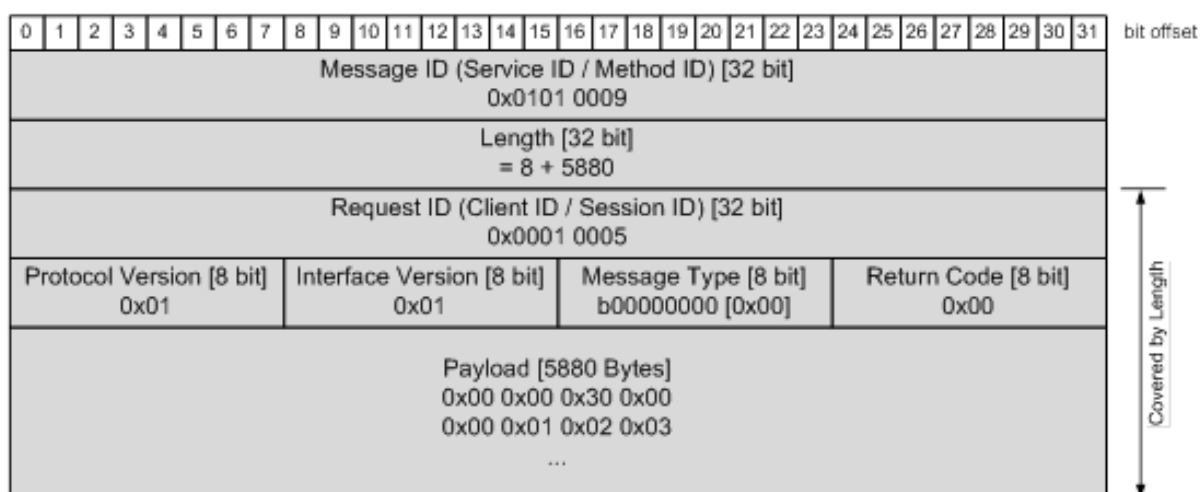 0 1 2 3 4 5 6 7 8 9 10 11 12 13 14 15 16 17 18 19 20 21 22 23 24 25 26 27 28 29 30 31 bit offset
Message ID (Service ID / Method ID) [32 bit]
0x0101 0009
Length [32 bit]
= 8 + 5880
Request ID (Client ID / Session ID) [32 bit]
0x0001 0005
Protocol Version [8 bit] Interface Version [8 bit] Message Type [8 bit] Return Code [8 bit]
0x01 0x01 b00000000 [0x00] 0x00
Payload [5880 Bytes]
0x00 0x00 0x30 0x00
0x00 0x01 0x02 0x03
...
Covered by Length